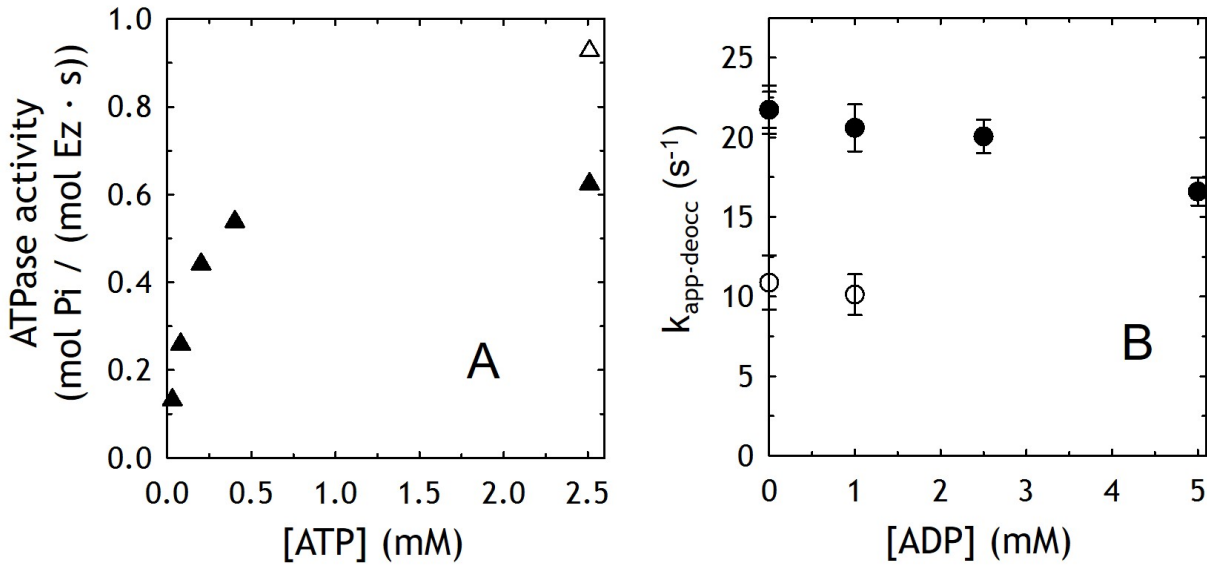 ATPase activity
(mol Pi / (mol Ez · s))
1.0
0.8
0.6
0.4
0.2
0.0
A
0.0 0.5 1.0 1.5 2.0 2.5
[ATP] (mM)
k_app-deocc (s⁻¹)
25
20
15
10
5
0
B
0 1 2 3 4 5
[ADP] (mM)